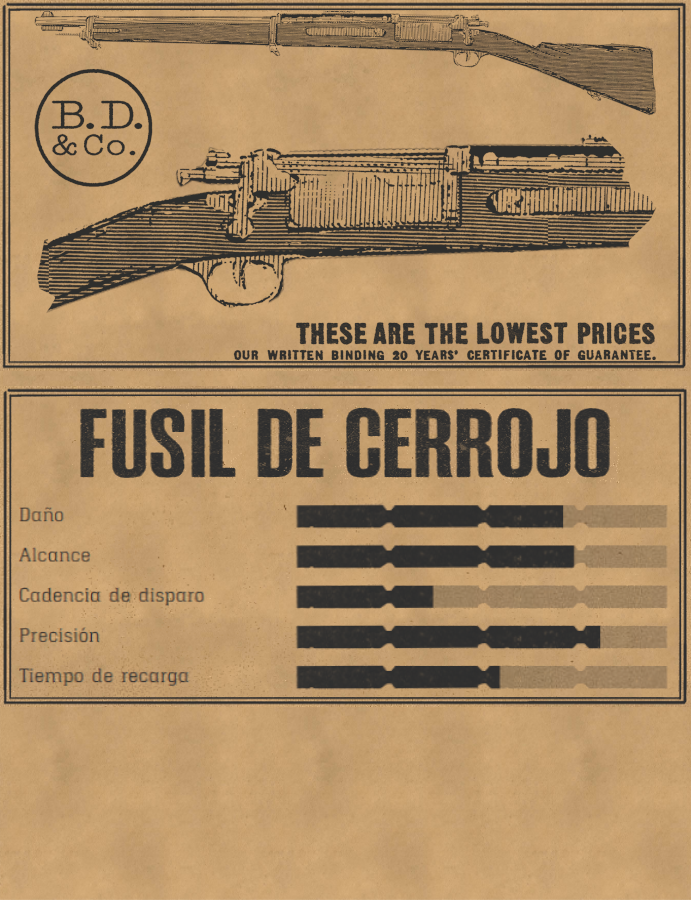 B.D.
& Co.
THESE ARE THE LOWEST PRICES
OUR WRITTEN BINDING 20 YEARS' CERTIFICATE OF GUARANTEE.
FUSIL DE CERROJO
Daño
Alcance
Cadencia de disparo
Precisión
Tiempo de recarga